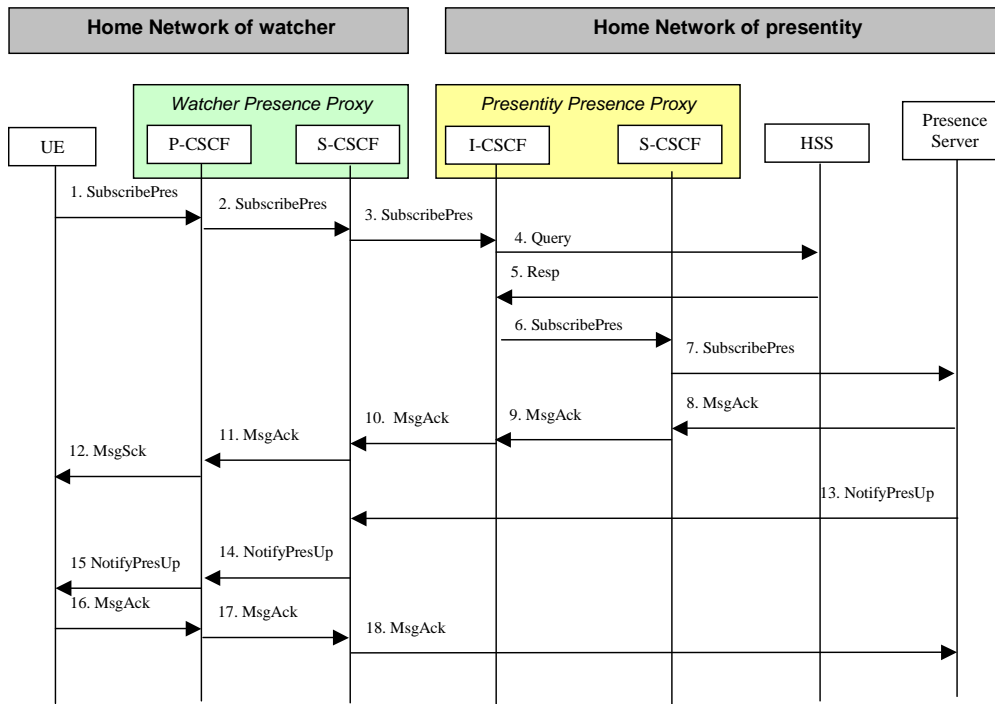 Home Network of watcher
Home Network of presentity
Watcher Presence Proxy
Presentity Presence Proxy
UE
P-CSCF
S-CSCF
I-CSCF
S-CSCF
HSS
Presence
Server
1. SubscribePres
2. SubscribePres
3. SubscribePres
4. Query
5. Resp
6. SubscribePres
7. SubscribePres
8. MsgAck
9. MsgAck
10. MsgAck
11. MsgAck
12. MsgSck
13. NotifyPresUp
14. NotifyPresUp
15 NotifyPresUp
16. MsgAck
17. MsgAck
18. MsgAck